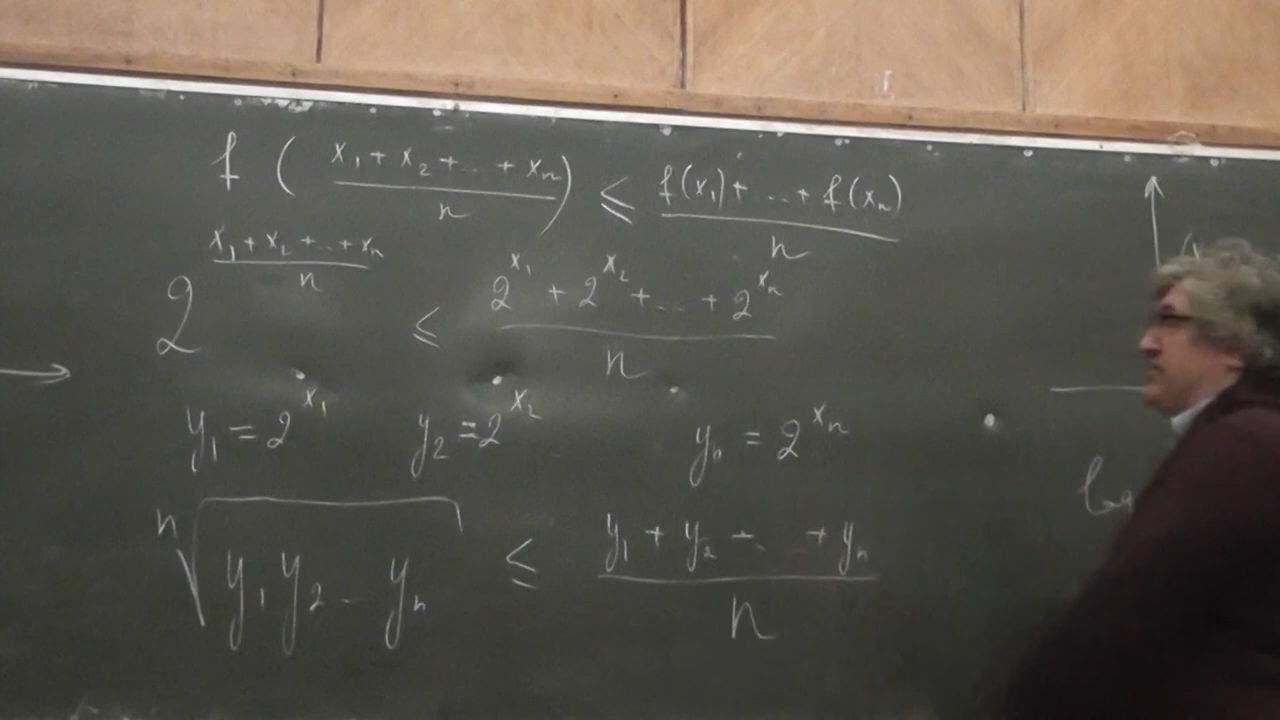 f ( (x₁ + x₂ + ... + xₙ) / n ) ≤ (f(x₁) + ... + f(xₙ)) / n
2^((x₁ + x₂ + ... + xₙ) / n) ≤ (2^x₁ + 2^x₂ + ... + 2^xₙ) / n
y₁ = 2^x₁ y₂ = 2^x₂ yₙ = 2^xₙ
ⁿ√(y₁ y₂ ... yₙ) ≤ (y₁ + y₂ + ... + yₙ) / n